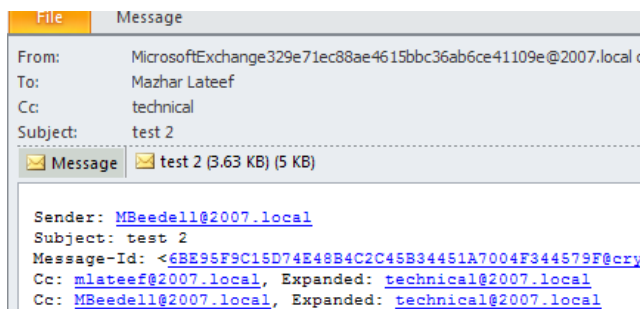 File Message
From: MicrosoftExchange329e71ec88ae4615bbc36ab6ce41109e@2007.local
To: Mazhar Lateef
Cc: technical
Subject: test 2
Message test 2 (3.63 KB) (5 KB)
Sender: MBeedell@2007.local
Subject: test 2
Message-Id: <6BE95F9C15D74E48B4C2C45B34451A7004F344579F@cry
Cc: mlateef@2007.local, Expanded: technical@2007.local
Cc: MBeedell@2007.local, Expanded: technical@2007.local